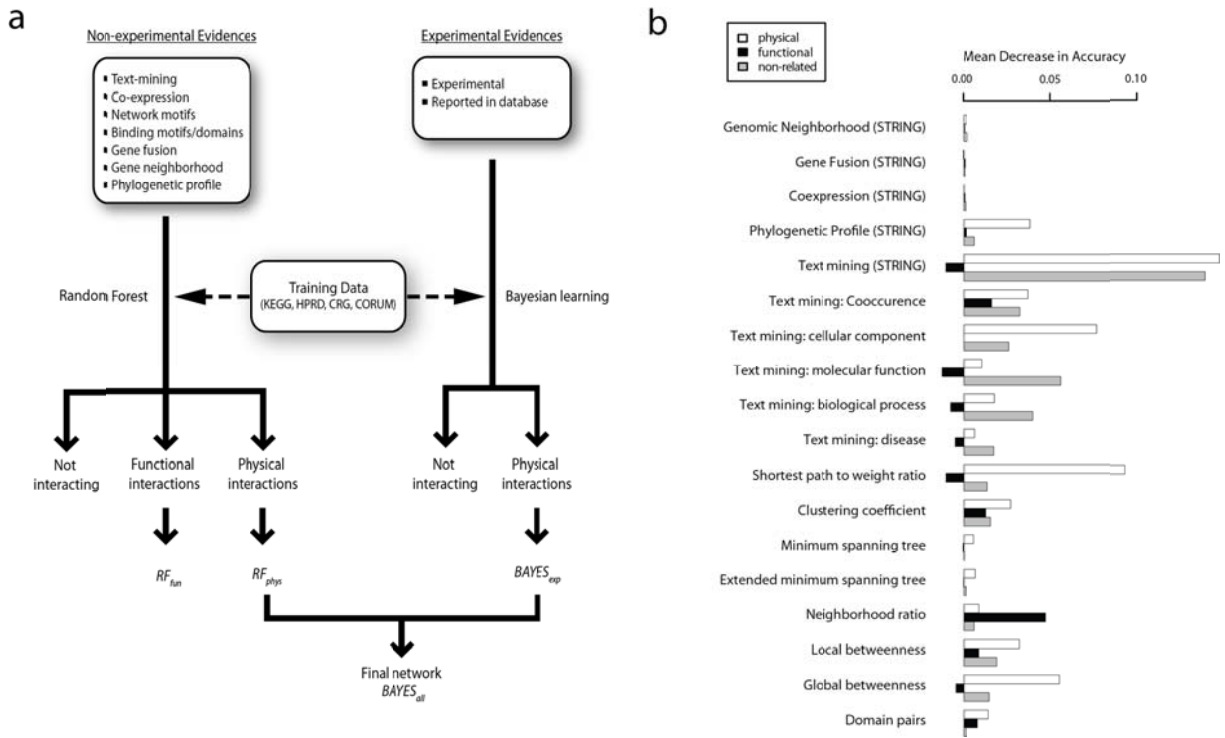 a
Non-experimental Evidences
Text-mining
Co-expression
Network motifs
Binding motifs/domains
Gene fusion
Gene neighborhood
Phylogenetic profile
Experimental Evidences
Experimental
Reported in database
Random Forest
Training Data
(KEGG, HPRD, CRG, CORUM)
Bayesian learning
Not
interacting
Functional
interactions
Physical
interactions
Not
interacting
Physical
interactions
RFfun
RFphys
BAYESexp
Final network
BAYESall
b
physical
functional
non-related
Mean Decrease in Accuracy
0.00 0.05 0.10
Genomic Neighborhood (STRING)
Gene Fusion (STRING)
Coexpression (STRING)
Phylogenetic Profile (STRING)
Text mining (STRING)
Text mining: Cooccurence
Text mining: cellular component
Text mining: molecular function
Text mining: biological process
Text mining: disease
Shortest path to weight ratio
Clustering coefficient
Minimum spanning tree
Extended minimum spanning tree
Neighborhood ratio
Local betweenness
Global betweenness
Domain pairs